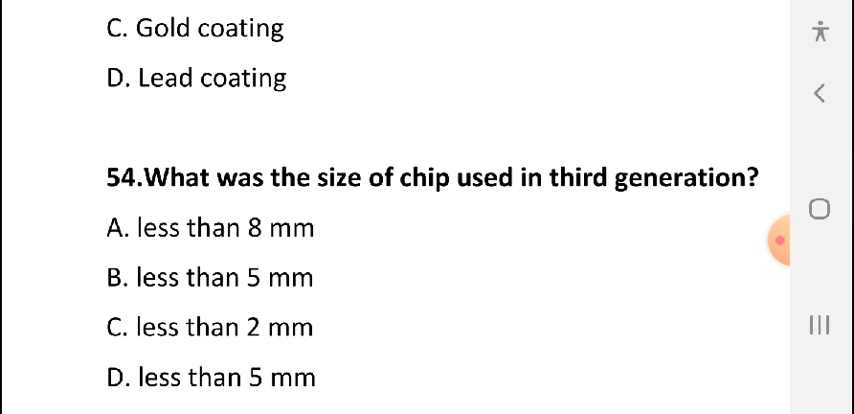 C. Gold coating
D. Lead coating
54.What was the size of chip used in third generation?
A. less than 8 mm
B. less than 5 mm
C. less than 2 mm
D. less than 5 mm